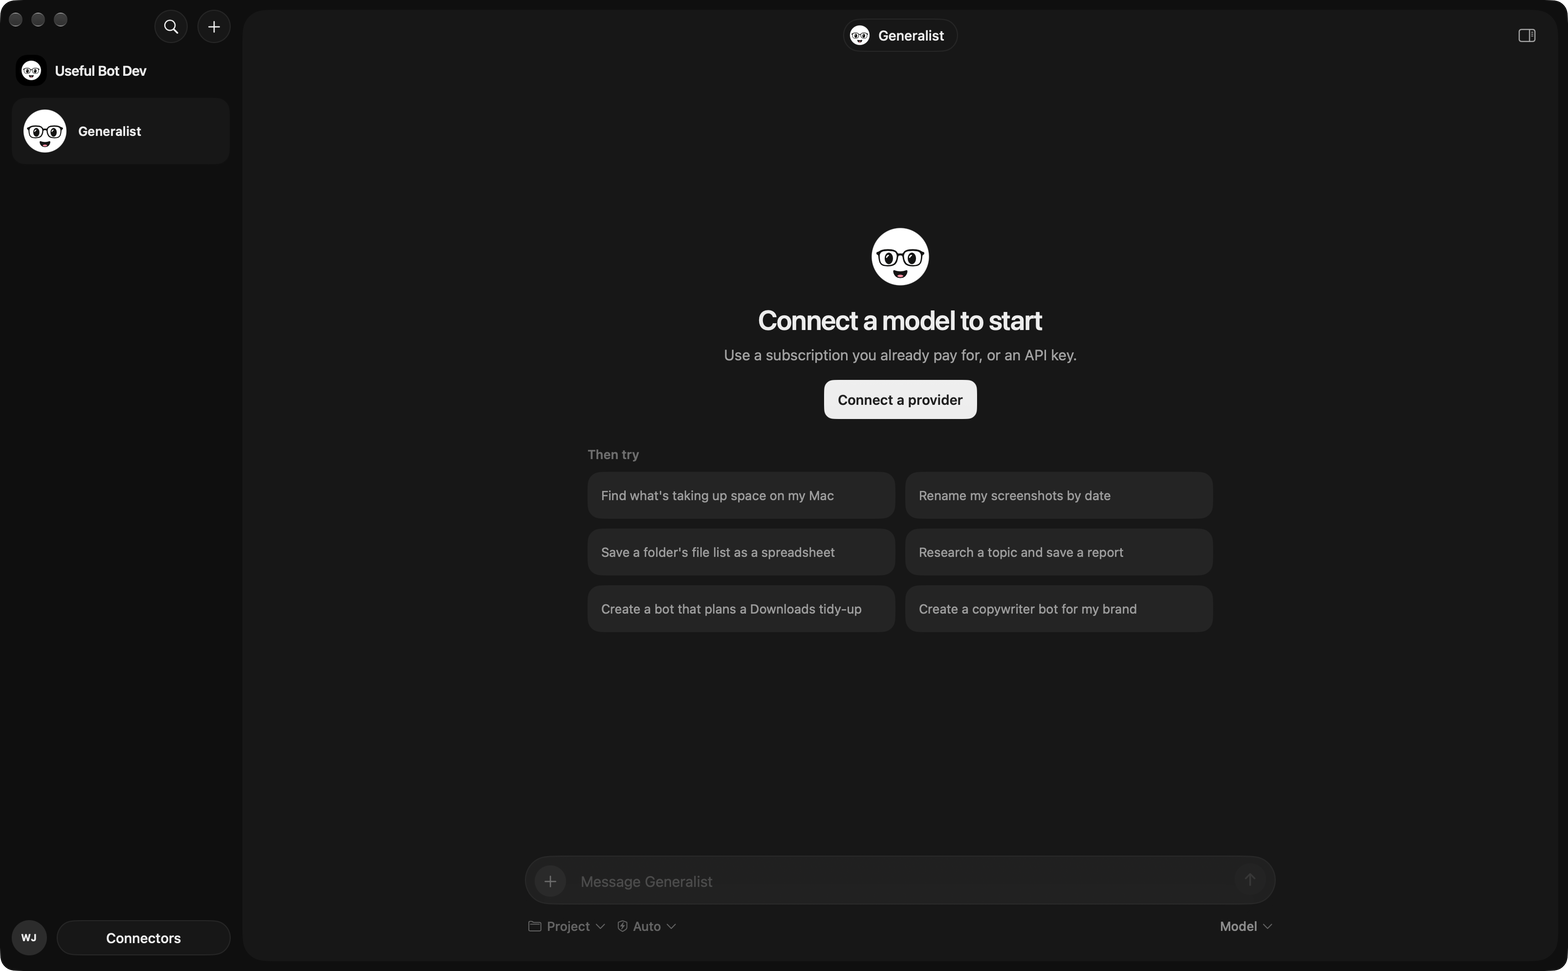 Useful Bot Dev
Generalist
Generalist
Connect a model to start
Use a subscription you already pay for, or an API key.
Connect a provider
Then try
Find what's taking up space on my Mac
Rename my screenshots by date
Save a folder's file list as a spreadsheet
Research a topic and save a report
Create a bot that plans a Downloads tidy-up
Create a copywriter bot for my brand
Message Generalist
Project
Auto
Model
WJ
Connectors